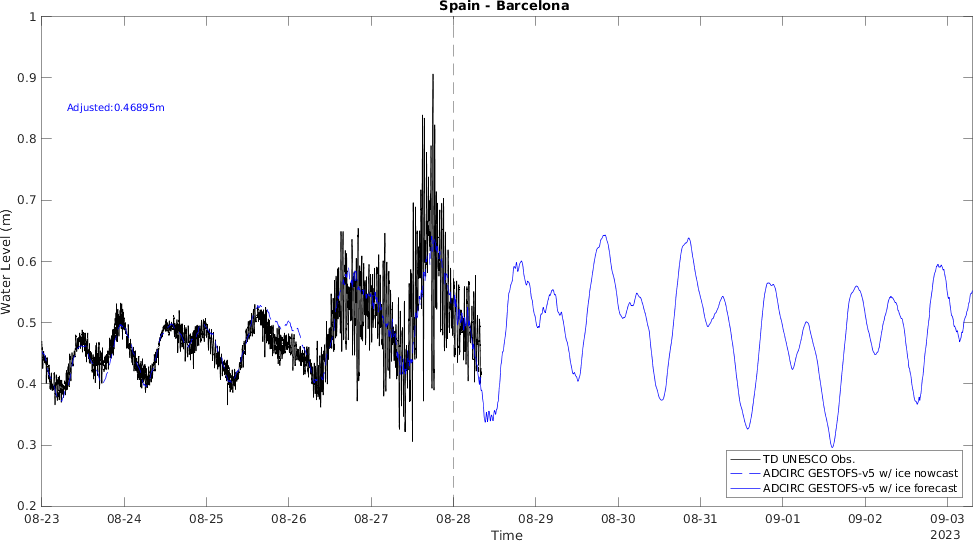 Spain - Barcelona
1
0.9
0.8
0.7
0.6
0.5
0.4
0.3
0.2
Water Level (m)
Adjusted:0.46895m
TD UNESCO Obs.
ADCIRC GESTOFS-v5 w/ ice nowcast
ADCIRC GESTOFS-v5 w/ ice forecast
08-23 08-24 08-25 08-26 08-27 08-28 08-29 08-30 08-31 09-01 09-02 09-03
2023
Time